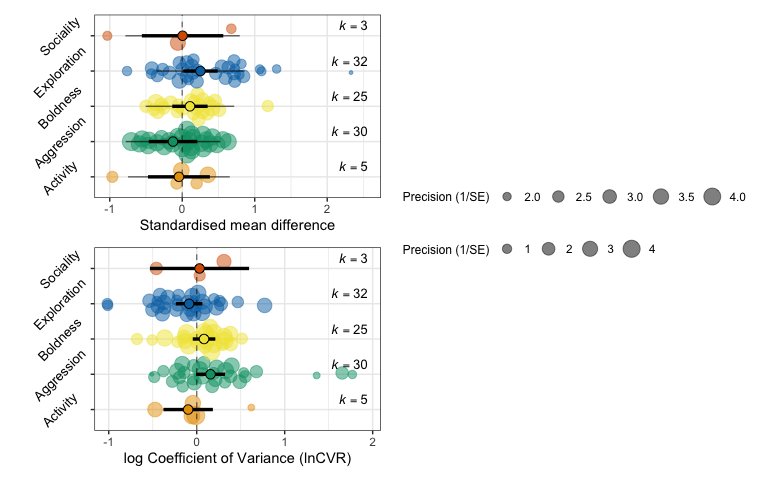 Sociality
k = 3
Exploration
k = 32
Boldness
k = 25
Aggression
k = 30
Activity
k = 5
-1 0 1 2
Standardised mean difference
Precision (1/SE) 2.0 2.5 3.0 3.5 4.0
Precision (1/SE) 1 2 3 4
Sociality
k = 3
Exploration
k = 32
Boldness
k = 25
Aggression
k = 30
Activity
k = 5
-1 0 1 2
log Coefficient of Variance (lnCVR)